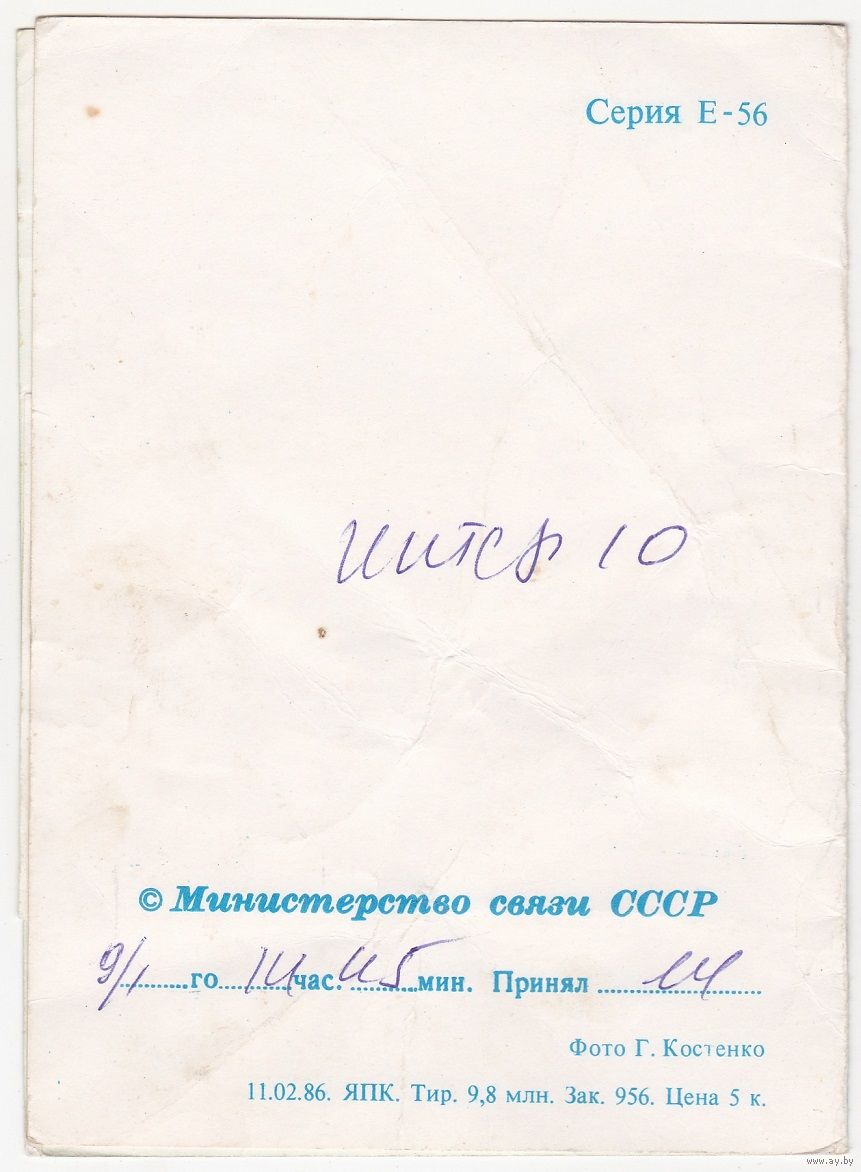 Серия Е-56
10
© Министерство связи СССР
9/I го 14 час. 45 мин. Принял
Фото Г. Костенко
11.02.86. ЯПК. Тир. 9,8 млн. Зак. 956. Цена 5 к.
www.ay.by